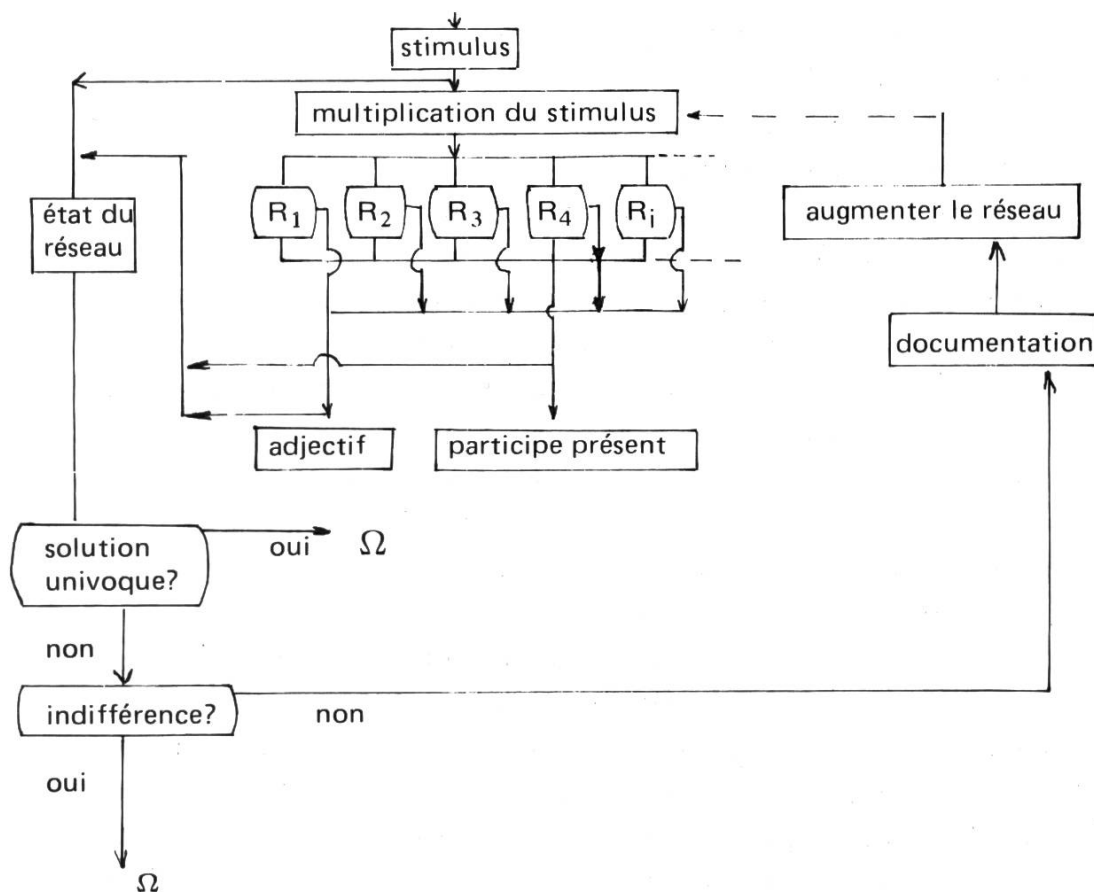 stimulus
multiplication du stimulus
R1 R2 R3 R4 Ri
état du
réseau
augmenter le réseau
documentation
adjectif
participe présent
solution
univoque?
oui Ω
non
indifférence?
non
oui
Ω